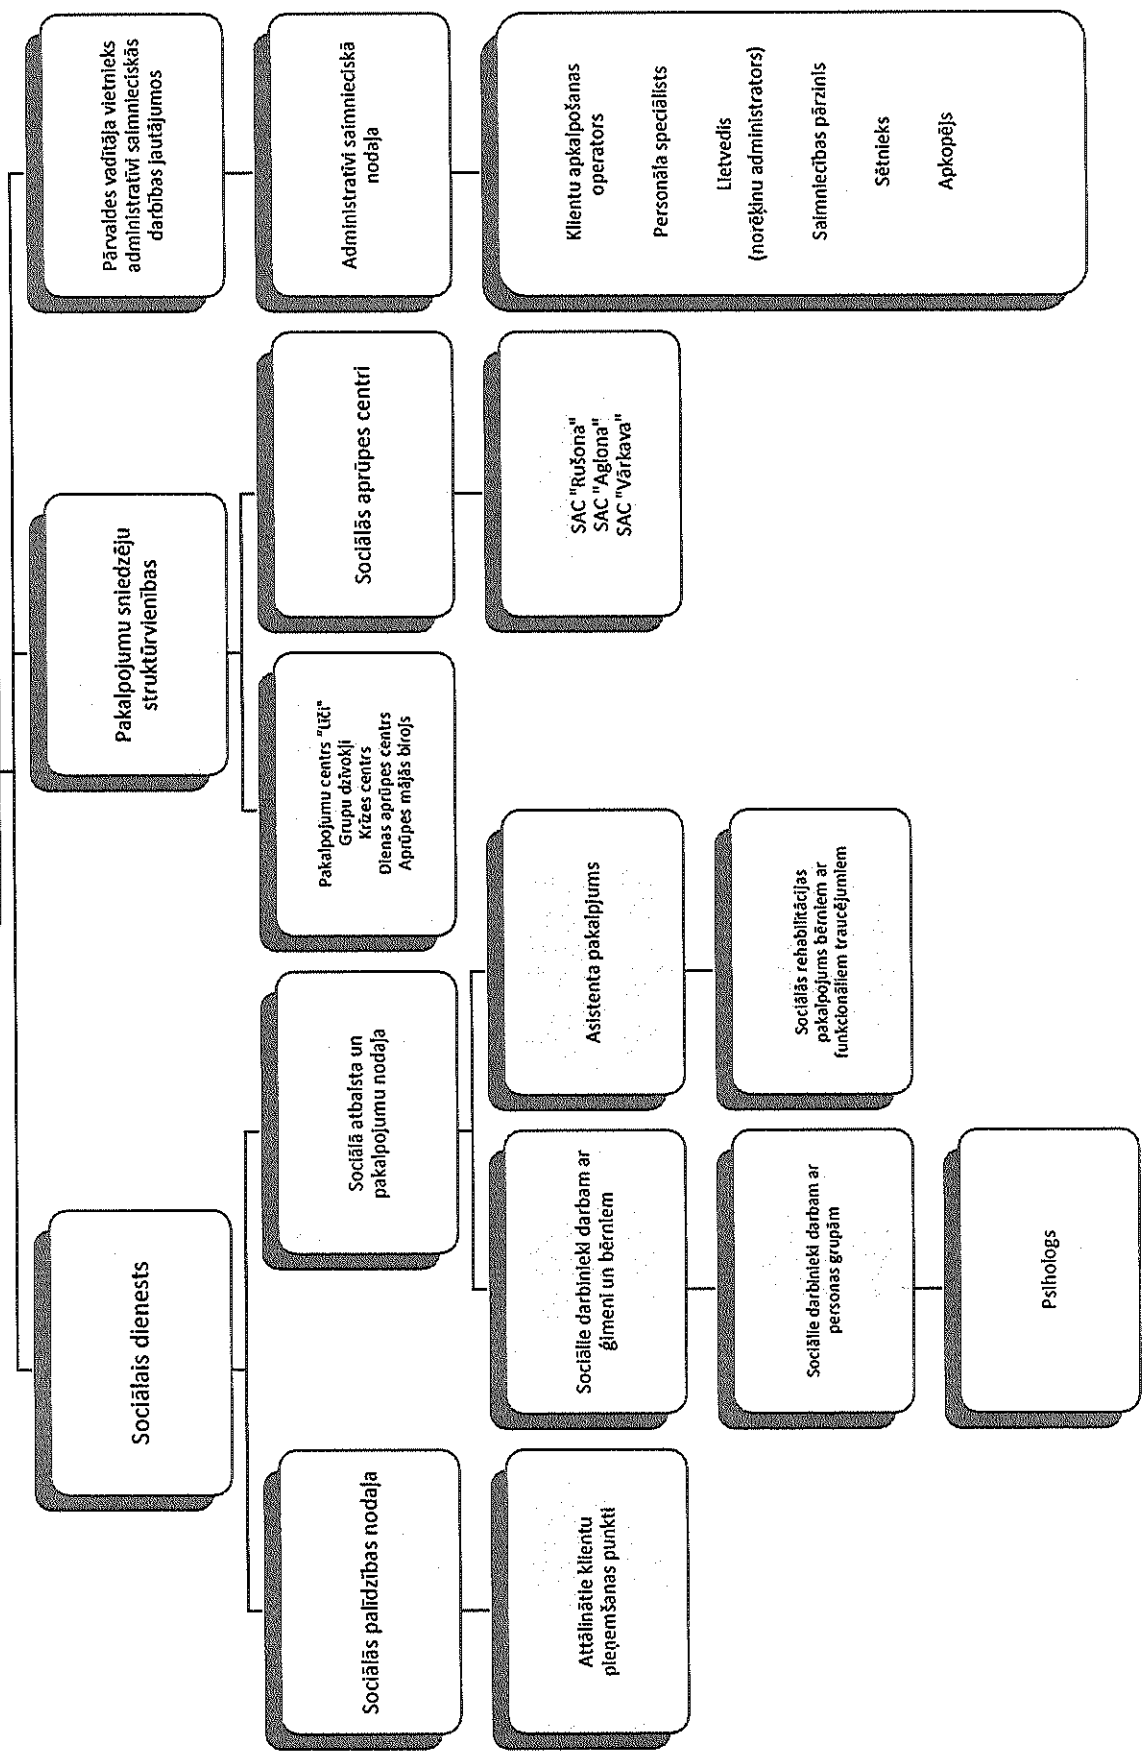 Sociālais dienests
Pakalpojumu sniedzēju
struktūrvienības
Pārvaldes vadītāja vietnieks
administratīvi saimnieciskās
darbības jautājumos
Sociālās palīdzības nodaļa
Sociālā atbalsta un
pakalpojumu nodaļa
Pakalpojumu centrs "Līči"
Grupu dzīvokļi
Krīzes centrs
Dienas aprūpes centrs
Aprūpes mājās birojs
Sociālās aprūpes centri
Administratīvi saimnieciskā
nodaļa
Attālinātie klientu
pieņemšanas punkti
Sociālie darbinieki darbam ar
ģimeni un bērniem
Asistenta pakalpjums
SAC "Rušona"
SAC "Aglona"
SAC "Vārkava"
Klientu apkalpošanas
operators
Personāla speciālists
Lietvedis
(norēķinu administrators)
Saimniecības pārzinis
Sētnieks
Apkopējs
Sociālie darbinieki darbam ar
personas grupām
Sociālās rehabilitācijas
pakalpojums bērniem ar
funkcionāliem traucējumiem
Psihologs